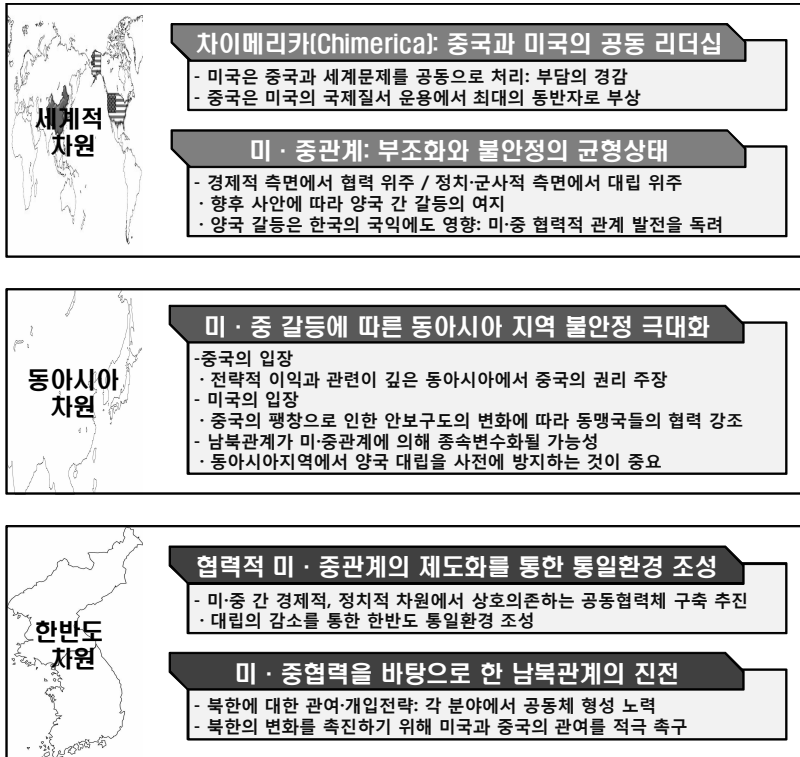 차이메리카(Chimerica): 중국과 미국의 공동 리더십
- 미국은 중국과 세계문제를 공동으로 처리: 부담의 경감
- 중국은 미국의 국제질서 운용에서 최대의 동반자로 부상
세계적
차원
미 · 중관계: 부조화와 불안정의 균형상태
- 경제적 측면에서 협력 위주 / 정치·군사적 측면에서 대립 위주
· 향후 사안에 따라 양국 간 갈등의 여지
· 양국 갈등은 한국의 국익에도 영향: 미·중 협력적 관계 발전을 독려
미 · 중 갈등에 따른 동아시아 지역 불안정 극대화
-중국의 입장
· 전략적 이익과 관련이 깊은 동아시아에서 중국의 권리 주장
- 미국의 입장
· 중국의 팽창으로 인한 안보구도의 변화에 따라 동맹국들의 협력 강조
- 남북관계가 미·중관계에 의해 종속변수화될 가능성
· 동아시아지역에서 양국 대립을 사전에 방지하는 것이 중요
동아시아
차원
협력적 미 · 중관계의 제도화를 통한 통일환경 조성
- 미·중 간 경제적, 정치적 차원에서 상호의존하는 공동협력체 구축 추진
· 대립의 감소를 통한 한반도 통일환경 조성
한반도
차원
미 · 중협력을 바탕으로 한 남북관계의 진전
- 북한에 대한 관여·개입전략: 각 분야에서 공동체 형성 노력
- 북한의 변화를 촉진하기 위해 미국과 중국의 관여를 적극 촉구